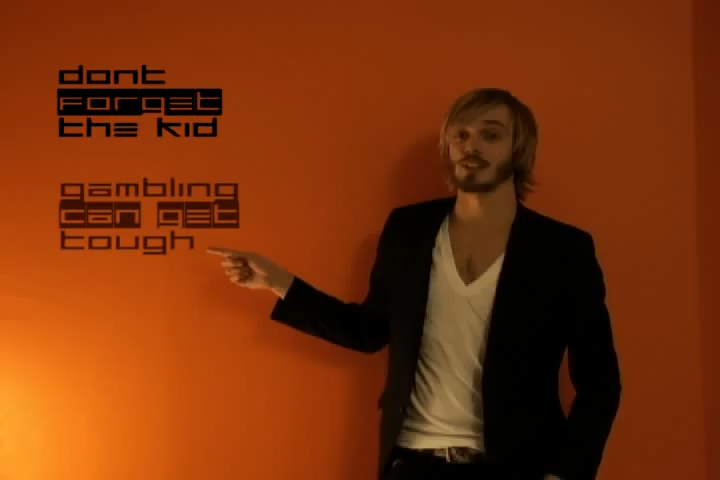 dont
forget
the kid
gambling
can get
tough